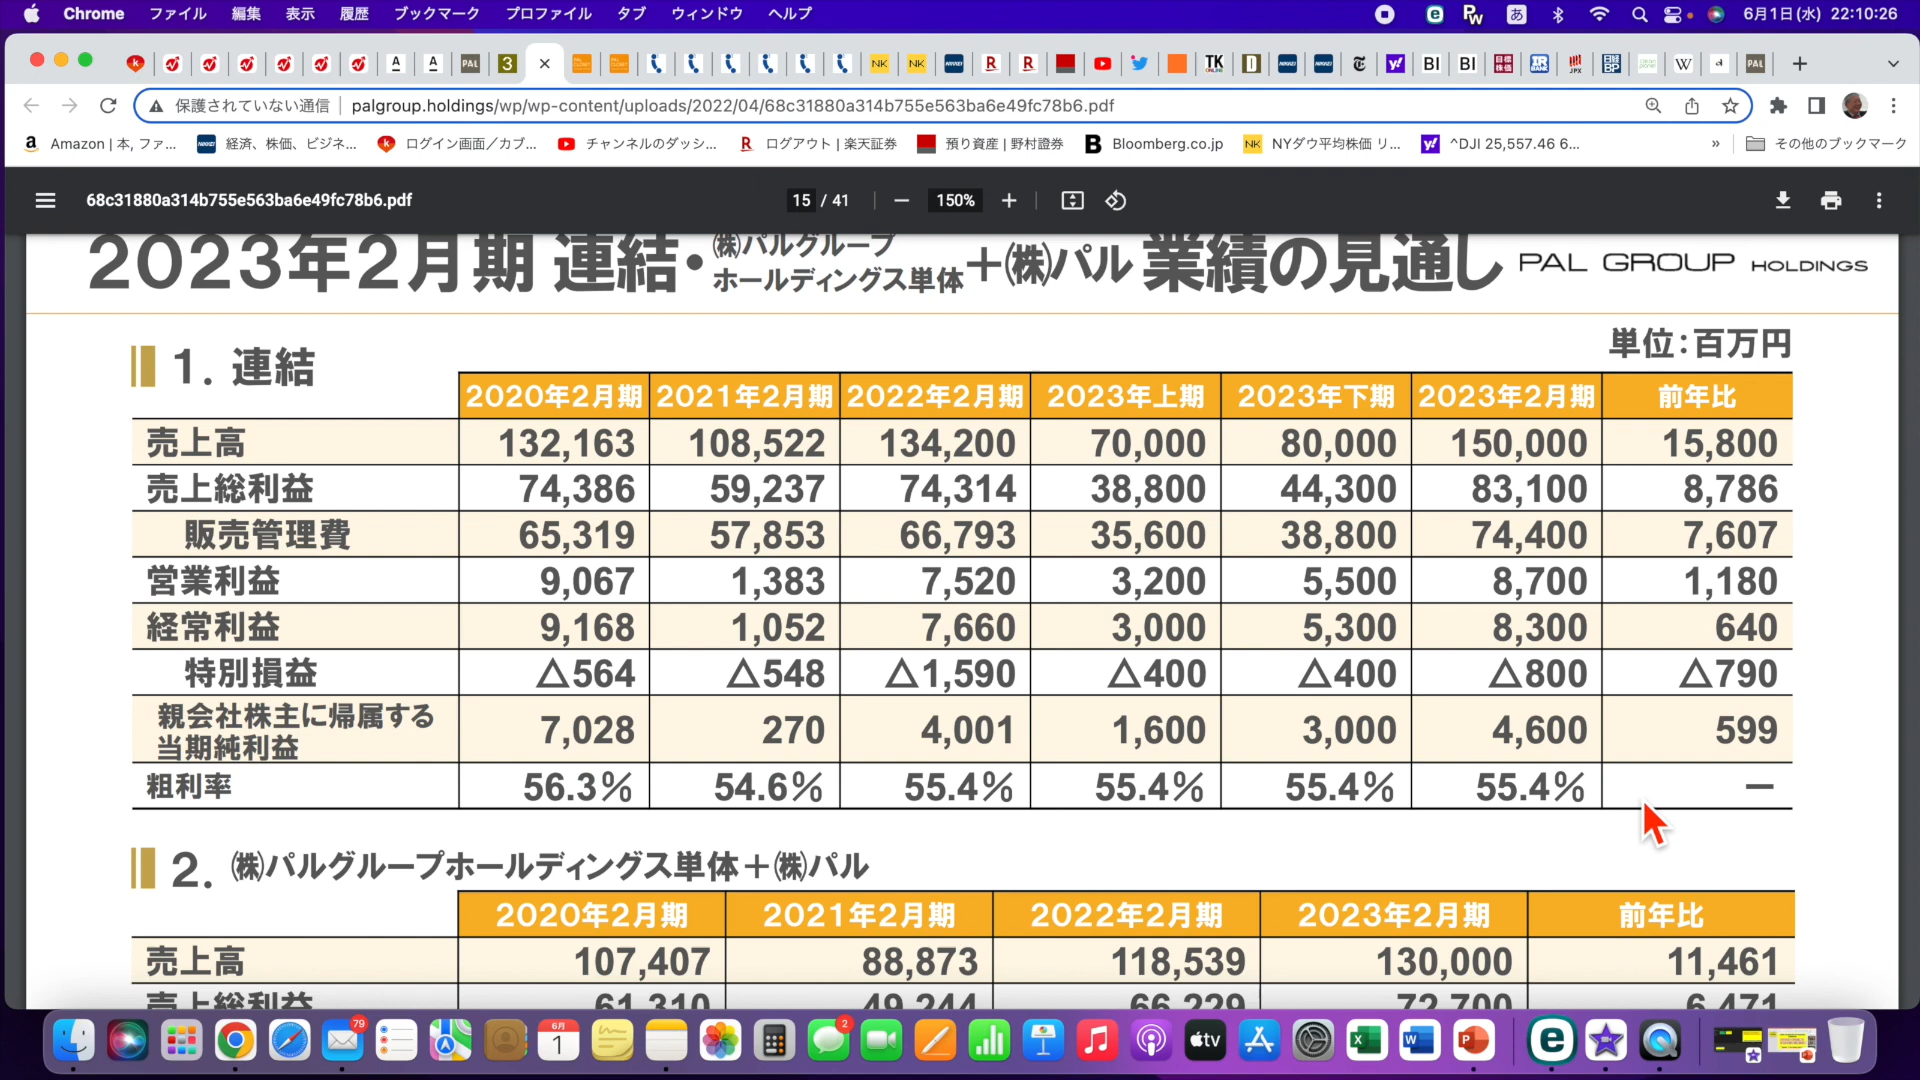 Chrome ファイル 編集 表示 履歴 ブックマーク プロファイル タブ ウィンドウ ヘルプ 6月1日(水) 22:10:26
保護されていない通信 palgroup.holdings/wp/wp-content/uploads/2022/04/68c31880a314b755e563ba6e49fc78b6.pdf
Amazon | 本, ファ... 経済、株価、ビジネ... ログイン画面／カブ... チャンネルのダッシ... ログアウト | 楽天証券 預り資産 | 野村證券 Bloomberg.co.jp NYダウ平均株価 リ... ^DJI 25,557.46 6... » その他のブックマーク
68c31880a314b755e563ba6e49fc78b6.pdf 15 / 41 150%
2023年2月期 連結・㈱パルグループホールディングス単体＋㈱パル 業績の見通し PAL GROUP HOLDINGS
単位：百万円
1. 連結
2020年2月期 2021年2月期 2022年2月期 2023年上期 2023年下期 2023年2月期 前年比
売上高 132,163 108,522 134,200 70,000 80,000 150,000 15,800
売上総利益 74,386 59,237 74,314 38,800 44,300 83,100 8,786
販売管理費 65,319 57,853 66,793 35,600 38,800 74,400 7,607
営業利益 9,067 1,383 7,520 3,200 5,500 8,700 1,180
経常利益 9,168 1,052 7,660 3,000 5,300 8,300 640
特別損益 △564 △548 △1,590 △400 △400 △800 △790
親会社株主に帰属する
当期純利益 7,028 270 4,001 1,600 3,000 4,600 599
粗利率 56.3% 54.6% 55.4% 55.4% 55.4% 55.4% ー
2. ㈱パルグループホールディングス単体＋㈱パル
2020年2月期 2021年2月期 2022年2月期 2023年2月期 前年比
売上高 107,407 88,873 118,539 130,000 11,461
売上総利益 61,310 49,244 66,229 72,700 6,471
79 6月 1 2 tv